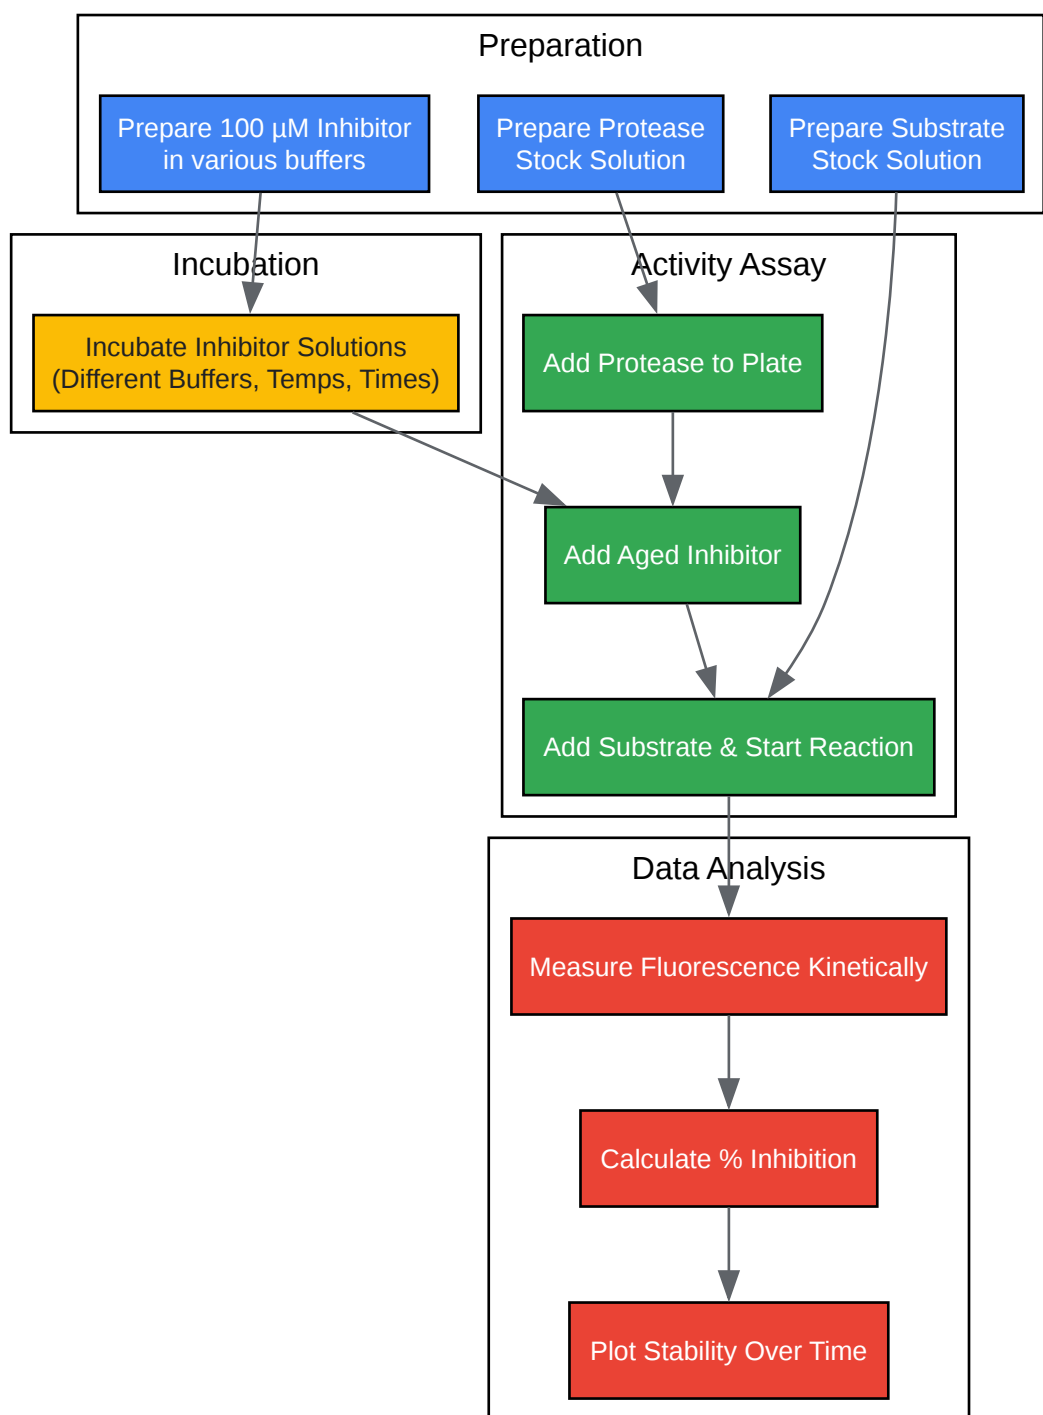 Preparation
Prepare 100 µM Inhibitor
in various buffers
Prepare Protease
Stock Solution
Prepare Substrate
Stock Solution
Incubation
Incubate Inhibitor Solutions
(Different Buffers, Temps, Times)
Activity Assay
Add Protease to Plate
Add Aged Inhibitor
Add Substrate & Start Reaction
Data Analysis
Measure Fluorescence Kinetically
Calculate % Inhibition
Plot Stability Over Time